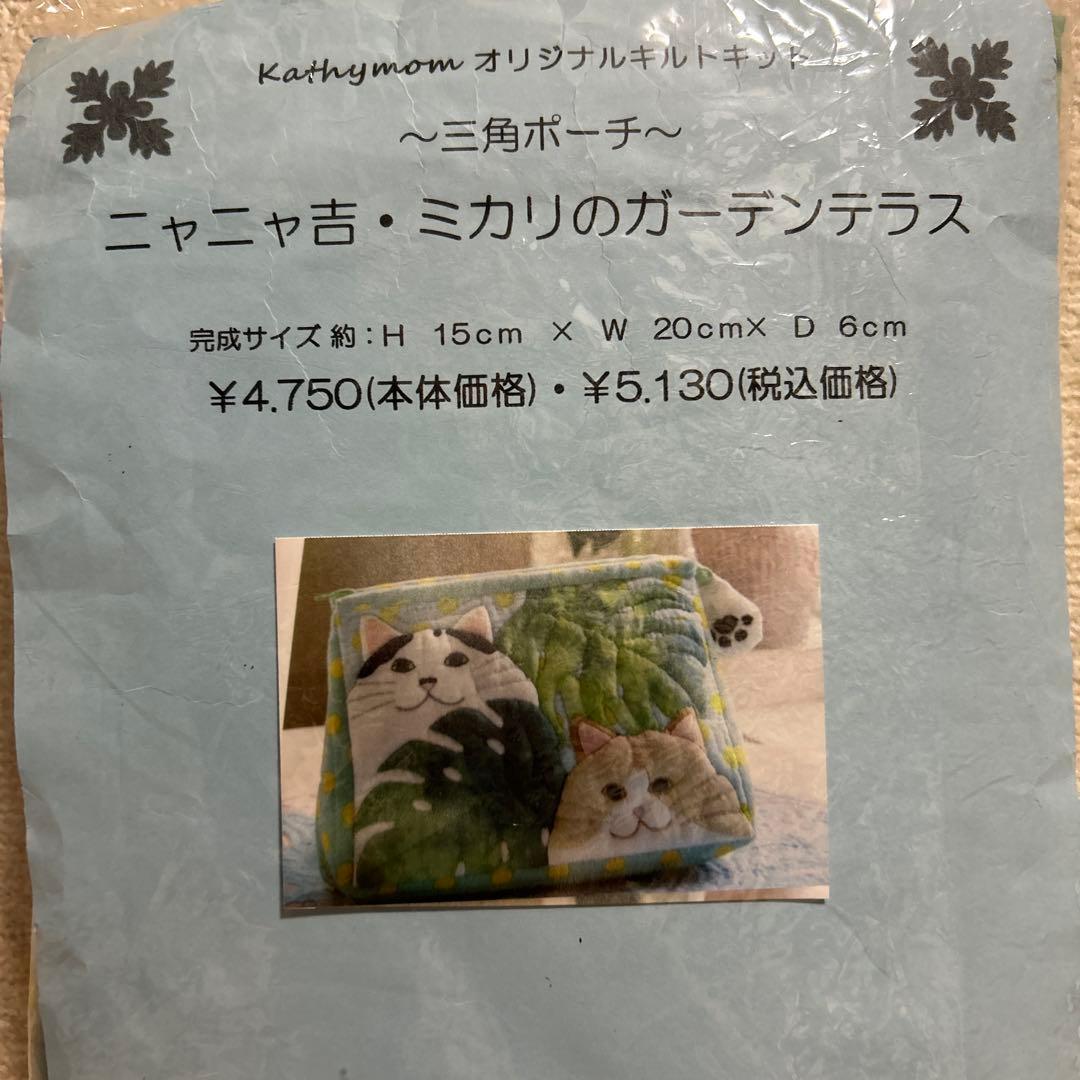 Kathymom オリジナルキルトキット
～三角ポーチ～
ニャニャ吉・ミカリのガーデンテラス
完成サイズ 約：H 15cm × W 20cm× D 6cm
¥4.750(本体価格)・¥5.130(税込価格)